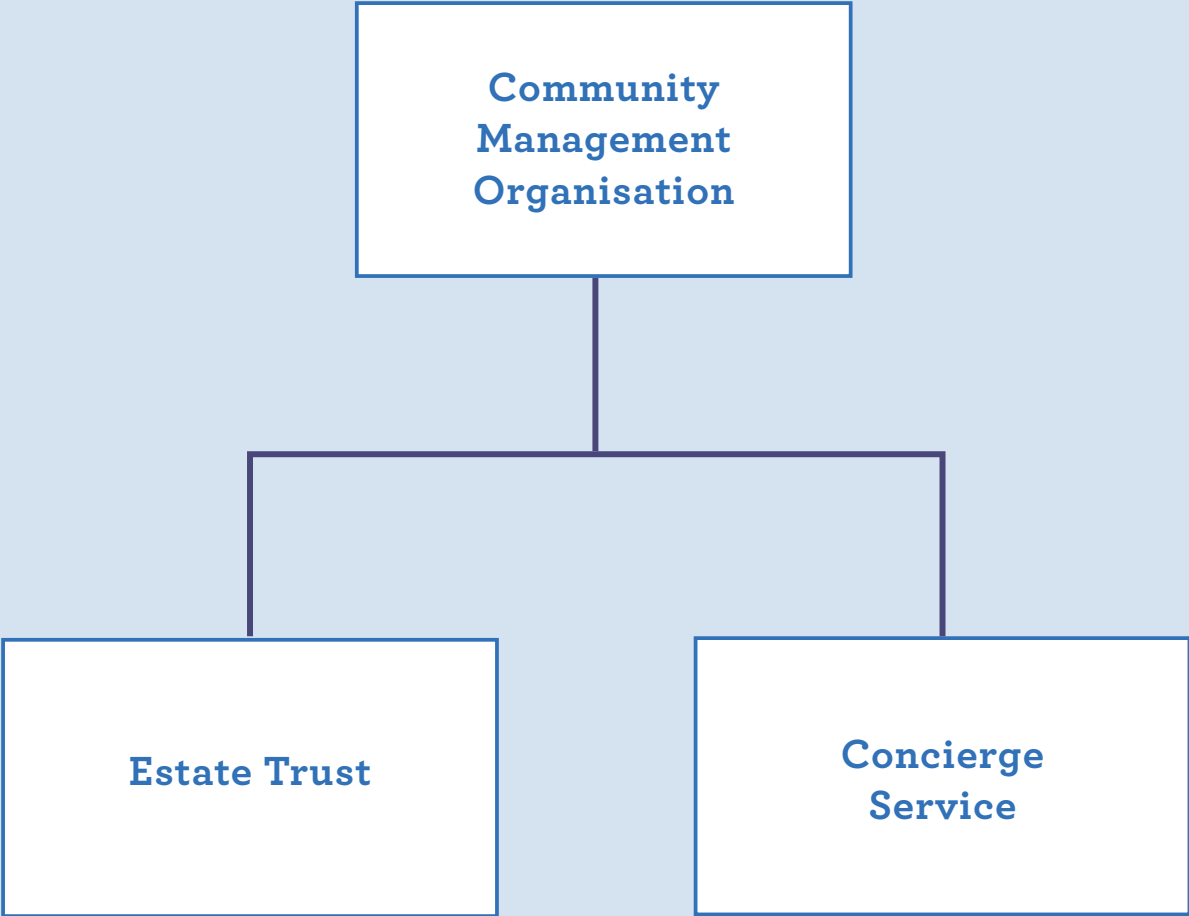 Community
Management
Organisation
Estate Trust
Concierge
Service